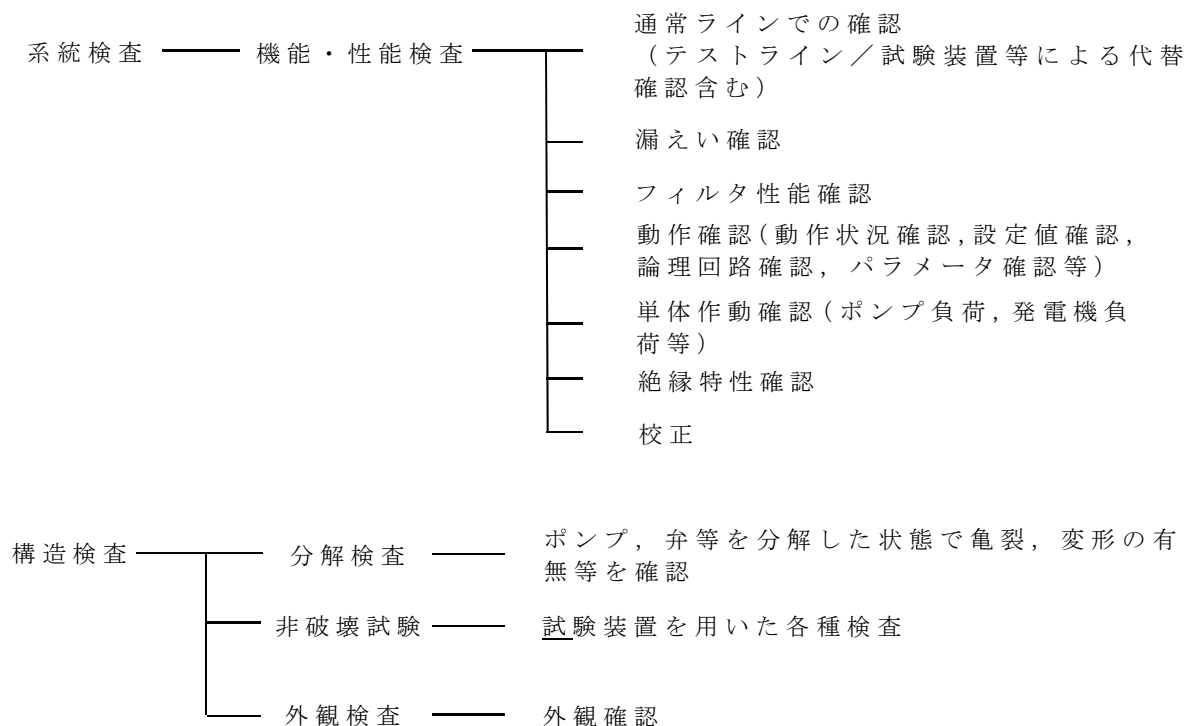 通常ラインでの確認
系統検査 機能・性能検査 （テストライン／試験装置等による代替
確認含む）
漏えい確認
フィルタ性能確認
動作確認(動作状況確認,設定値確認,
論理回路確認, パラメータ確認等)
単体作動確認(ポンプ負荷,発電機負
荷等)
絶縁特性確認
校正
構造検査 分解検査 ポンプ, 弁等を分解した状態で亀裂, 変形の有
無等を確認
非破壊試験 試験装置を用いた各種検査
外観検査 外観確認